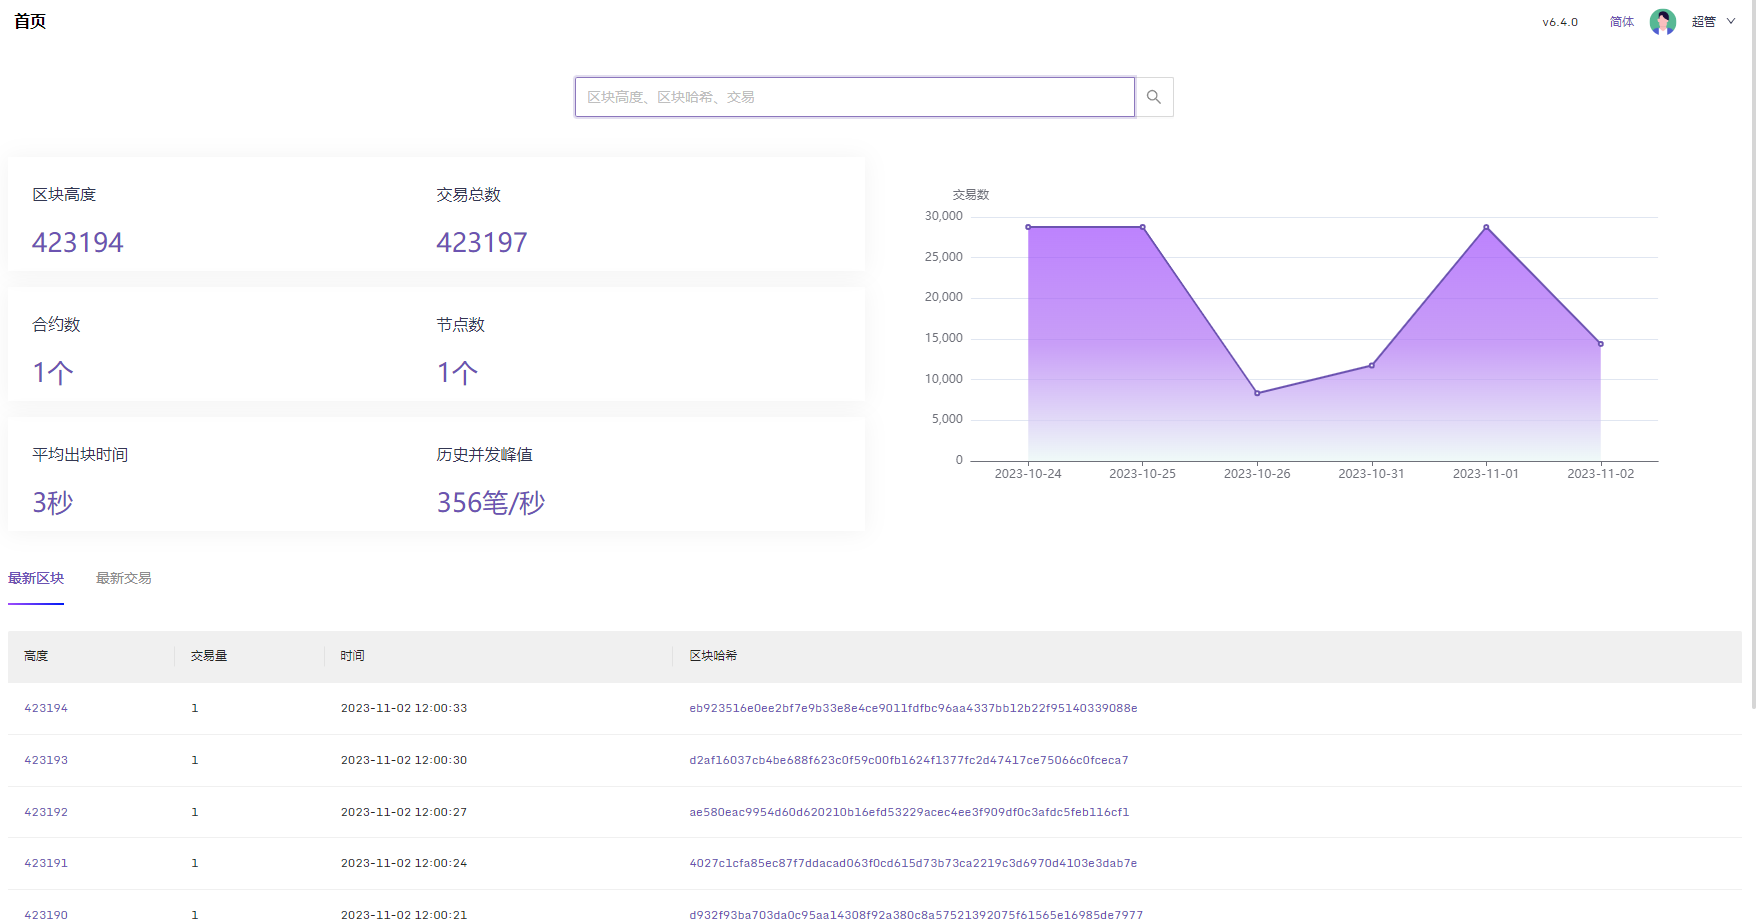 首页
v6.4.0 简体 超管
区块高度、区块哈希、交易
区块高度 交易总数
423194 423197
合约数 节点数
1个 1个
平均出块时间 历史并发峰值
3秒 356笔/秒
交易数
30,000
25,000
20,000
15,000
10,000
5,000
0
2023-10-24 2023-10-25 2023-10-26 2023-10-31 2023-11-01 2023-11-02
最新区块 最新交易
高度 交易量 时间 区块哈希
423194 1 2023-11-02 12:00:33 eb923516e0ee2bf7e9b33e8e4ce9011fdfbc96aa4337bb12b22f95140339088e
423193 1 2023-11-02 12:00:30 d2af16037cb4be688f623c0f59c00fb1624f1377fc2d47417ce75066c0fceca7
423192 1 2023-11-02 12:00:27 ae580eac9954d60d620210b16efd53229acec4ee3f909df0c3afdc5feb116cf1
423191 1 2023-11-02 12:00:24 4027c1cfa85ec87f7ddacad063f0cd615d73b73ca2219c3d6970d4103e3dab7e
423190 1 2023-11-02 12:00:21 d932f93ba703da0c95aa14308f92a380c8a57521392075f61565e16985de7977